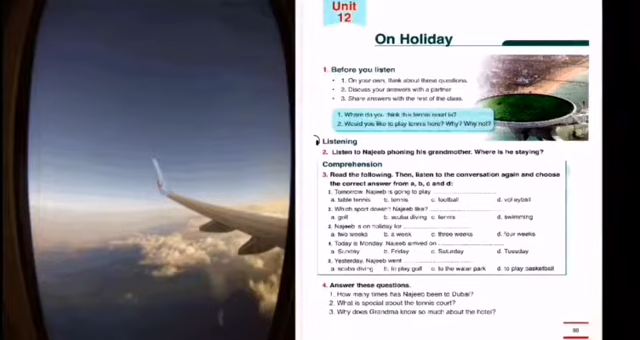 Unit
12
On Holiday
1. Before you listen
• 1. On your own, think about these questions.
• 2. Discuss your answers with a partner
• 3. Share answers with the rest of the class.
1. Where do you think this tennis court is?
2. Would you like to play tennis here? Why? Why not?
Listening
2. Listen to Najeeb phoning his grandmother. Where is he staying?
Comprehension
3. Read the following. Then, listen to the conversation again and choose
the correct answer from a, b, c and d:
1. Tomorrow, Najeeb is going to play
a. table tennis b. tennis c. football d. volleyball
2. Which sport doesn't Najeeb like?
a. golf b. scuba diving c. tennis d. swimming
3. Najeeb is on holiday for
a. two weeks b. a week c. three weeks d. four weeks
4. Today is Monday. Najeeb arrived on
a. Sunday b. Friday c. Saturday d. Tuesday
5. Yesterday, Najeeb went
a. scuba diving b. to play golf c. to the water park d. to play basketball
4. Answer these questions.
1. How many times has Najeeb been to Dubai?
2. What is special about the tennis court?
3. Why does Grandma know so much about the hotel?